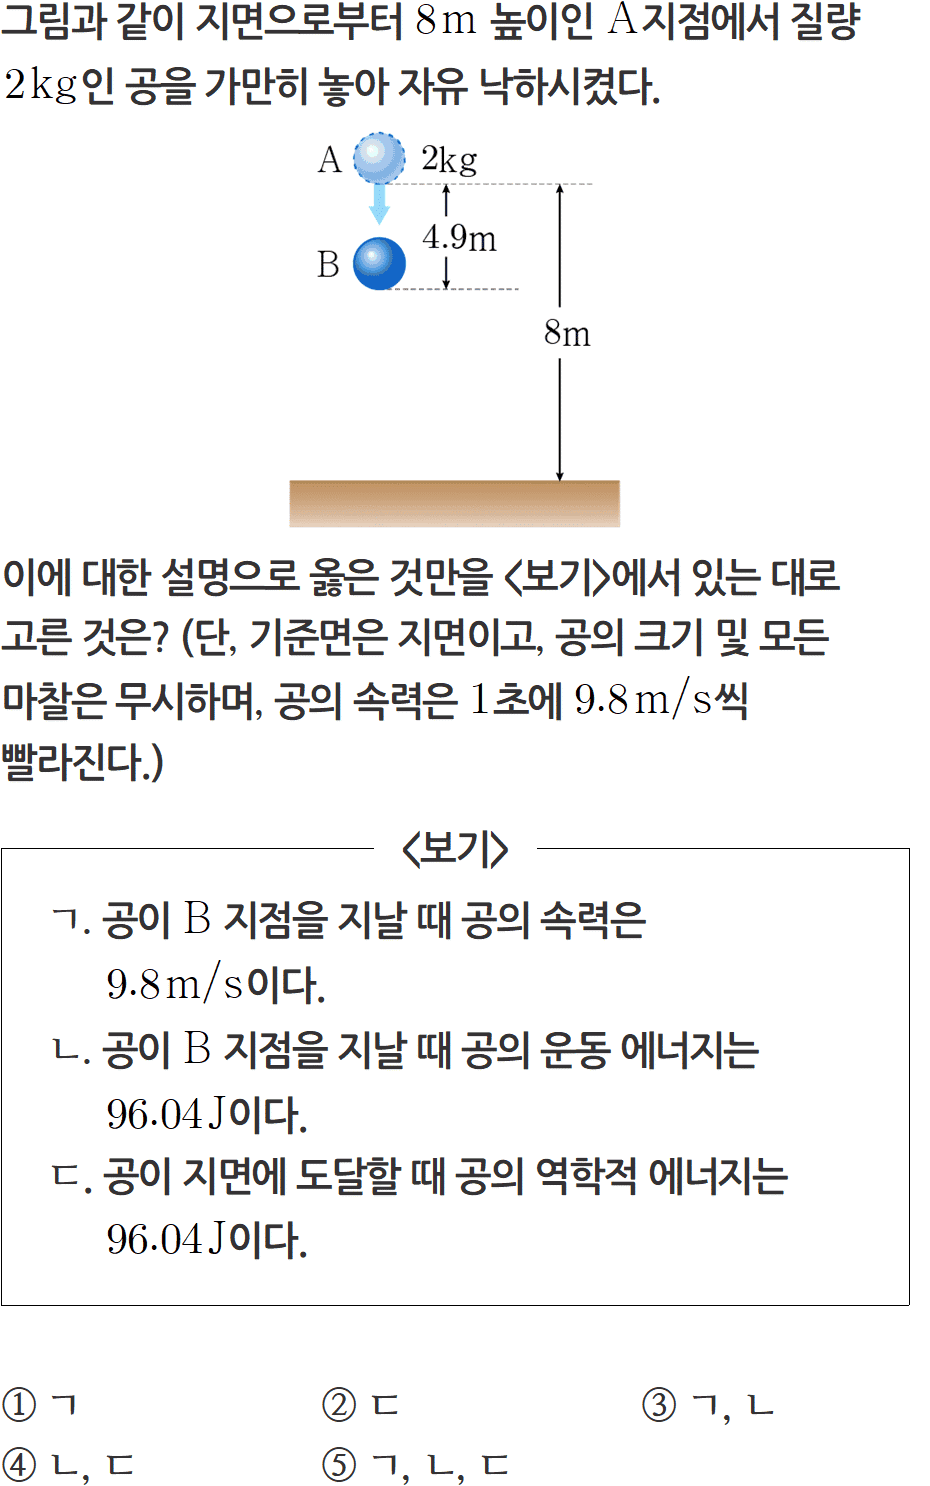 그림과 같이 지면으로부터 8m 높이인 A지점에서 질량
2kg인 공을 가만히 놓아 자유 낙하시켰다.
A 2kg
4.9m
B
8m
이에 대한 설명으로 옳은 것만을 <보기>에서 있는 대로
고른 것은? (단, 기준면은 지면이고, 공의 크기 및 모든
마찰은 무시하며, 공의 속력은 1초에 9.8m/s씩
빨라진다.)
<보기>
ㄱ. 공이 B 지점을 지날 때 공의 속력은
9.8m/s이다.
ㄴ. 공이 B 지점을 지날 때 공의 운동 에너지는
96.04J이다.
ㄷ. 공이 지면에 도달할 때 공의 역학적 에너지는
96.04J이다.
① ㄱ ② ㄷ ③ ㄱ, ㄴ
④ ㄴ, ㄷ ⑤ ㄱ, ㄴ, ㄷ